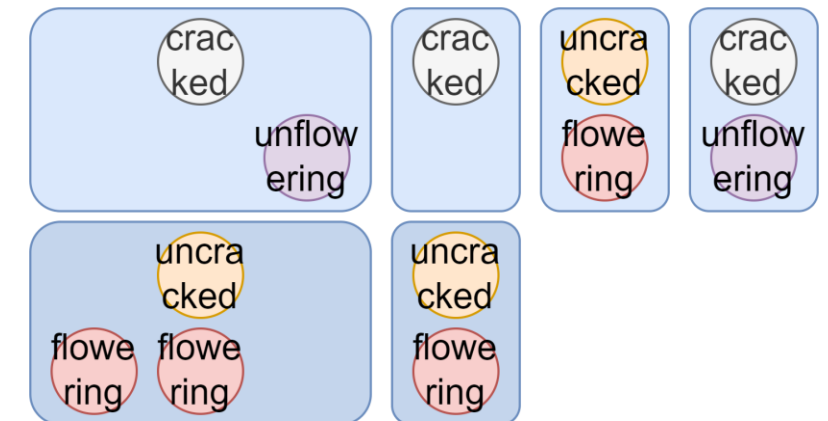 crac
ked
unflow
ering
crac
ked
uncra
cked
flowe
ring
crac
ked
unflow
ering
uncra
cked
flowe
ring
flowe
ring
uncra
cked
flowe
ring